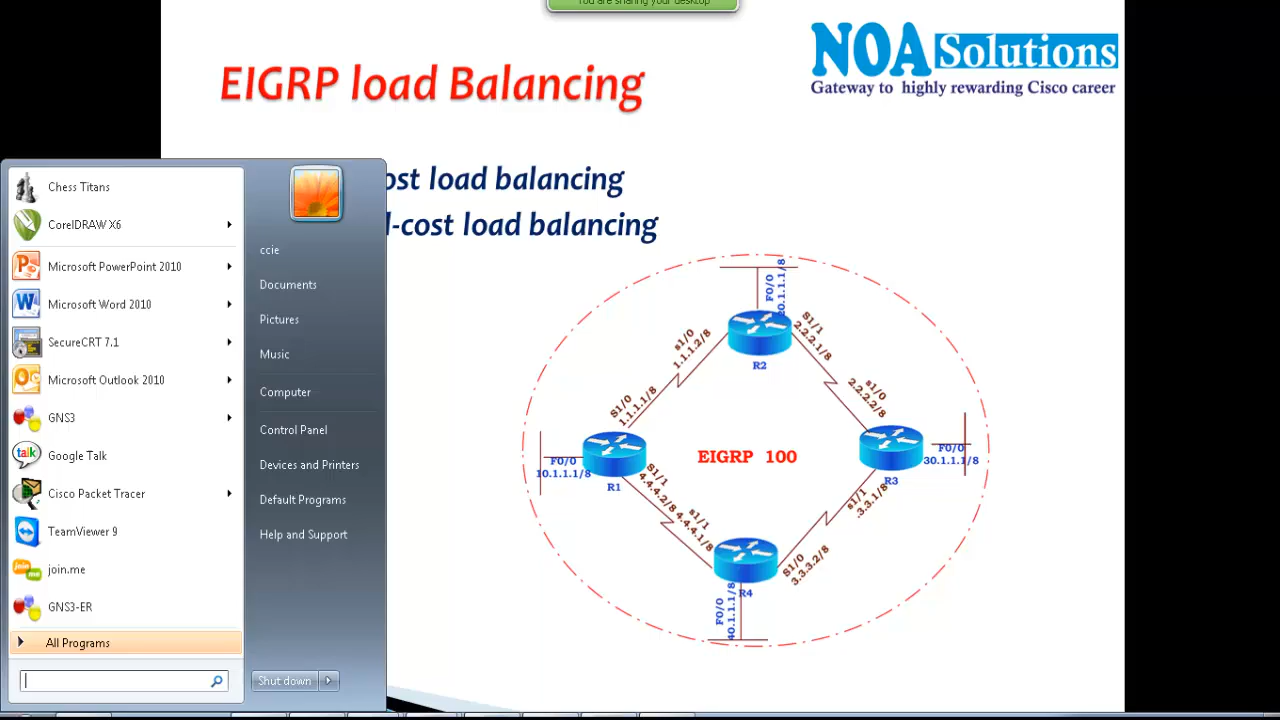 You are sharing your desktop
NOA Solutions
Gateway to highly rewarding Cisco career
EIGRP load Balancing
ost load balancing
l-cost load balancing
Chess Titans
CorelDRAW X6
Microsoft PowerPoint 2010
Microsoft Word 2010
SecureCRT 7.1
Microsoft Outlook 2010
GNS3
Google Talk
Cisco Packet Tracer
TeamViewer 9
join.me
GNS3-ER
All Programs
ccie
Documents
Pictures
Music
Computer
Control Panel
Devices and Printers
Default Programs
Help and Support
Shut down
F0/0
20.1.1.1/8
R2
s1/0
1.1.1.2/8
S1/1
2.2.2.1/8
S1/0
1.1.1.1/8
s1/0
2.2.2.2/8
F0/0
10.1.1.1/8
R1
EIGRP 100
F0/0
30.1.1.1/8
R3
S1/1
4.4.4.2/8
s1/1
4.4.4.1/8
s1/1
.3.3.1/8
S1/0
3.3.3.2/8
R4
F0/0
40.1.1.1/8